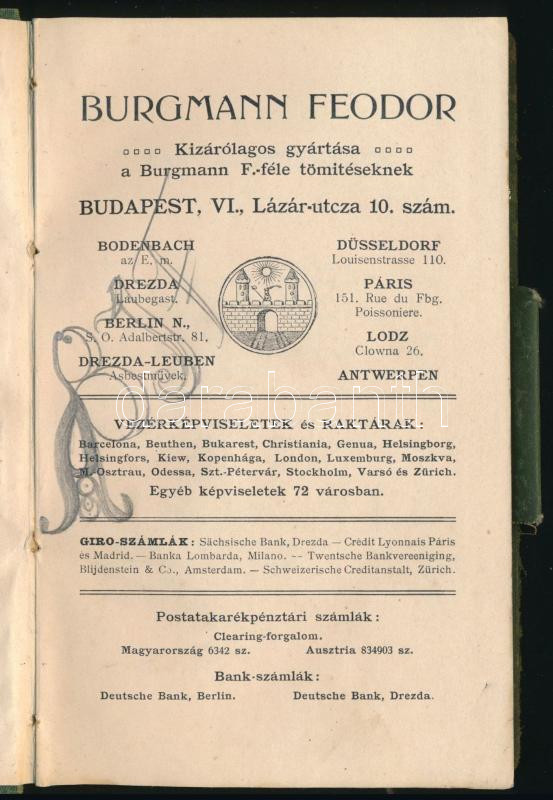 BURGMANN FEODOR
Kizárólagos gyártása
a Burgmann F.-féle tömitéseknek
BUDAPEST, VI., Lázár-utcza 10. szám.
BODENBACH
az E. m.
DREZDA
Laubegast.
BERLIN N.,
S. O. Adalbertstr. 81.
DREZDA-LEUBEN
Asbestmüvek.
DÜSSELDORF
Louisenstrasse 110.
PÁRIS
151. Rue du Fbg.
Poissoniere.
LODZ
Clowna 26.
ANTWERPEN
VEZÉRKÉPVISELETEK és RAKTÁRAK:
Barcelona, Beuthen, Bukarest, Christiania, Genua, Helsingborg,
Helsingfors, Kiew, Kopenhága, London, Luxemburg, Moszkva,
M.-Osztrau, Odessa, Szt.-Pétervár, Stockholm, Varsó és Zürich.
Egyéb képviseletek 72 városban.
GIRO-SZÁMLÁK: Sächsische Bank, Drezda — Crédit Lyonnais Páris
és Madrid. — Banka Lombarda, Milano. -- Twentsche Bankvereeniging,
Blijdenstein & Co., Amsterdam. — Schweizerische Creditanstalt, Zürich.
Postatakarékpénztári számlák:
Clearing-forgalom.
Magyarország 6342 sz. Ausztria 834903 sz.
Bank-számlák:
Deutsche Bank, Berlin. Deutsche Bank, Drezda.
darabanth